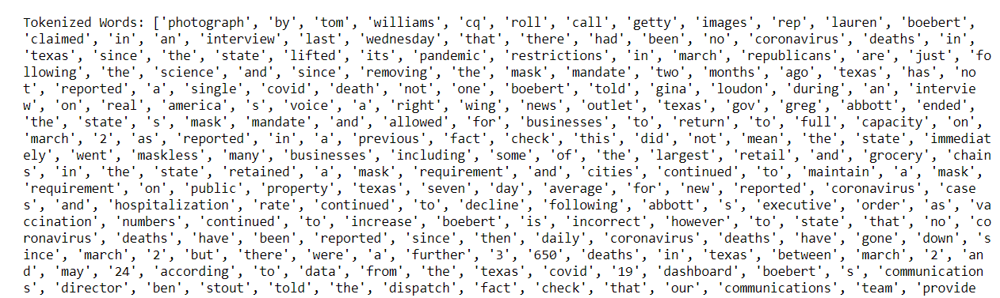 Tokenized Words: ['photograph', 'by', 'tom', 'williams', 'cq', 'roll', 'call', 'getty', 'images', 'rep', 'lauren', 'boebert',
'claimed', 'in', 'an', 'interview', 'last', 'wednesday', 'that', 'there', 'had', 'been', 'no', 'coronavirus', 'deaths', 'in',
'texas', 'since', 'the', 'state', 'lifted', 'its', 'pandemic', 'restrictions', 'in', 'march', 'republicans', 'are', 'just', 'fo
llowing', 'the', 'science', 'and', 'since', 'removing', 'the', 'mask', 'mandate', 'two', 'months', 'ago', 'texas', 'has', 'no
t', 'reported', 'a', 'single', 'covid', 'death', 'not', 'one', 'boebert', 'told', 'gina', 'loudon', 'during', 'an', 'intervie
w', 'on', 'real', 'america', 's', 'voice', 'a', 'right', 'wing', 'news', 'outlet', 'texas', 'gov', 'greg', 'abbott', 'ended',
'the', 'state', 's', 'mask', 'mandate', 'and', 'allowed', 'for', 'businesses', 'to', 'return', 'to', 'full', 'capacity', 'on',
'march', '2', 'as', 'reported', 'in', 'a', 'previous', 'fact', 'check', 'this', 'did', 'not', 'mean', 'the', 'state', 'immediat
ely', 'went', 'maskless', 'many', 'businesses', 'including', 'some', 'of', 'the', 'largest', 'retail', 'and', 'grocery', 'chain
s', 'in', 'the', 'state', 'retained', 'a', 'mask', 'requirement', 'and', 'cities', 'continued', 'to', 'maintain', 'a', 'mask',
'requirement', 'on', 'public', 'property', 'texas', 'seven', 'day', 'average', 'for', 'new', 'reported', 'coronavirus', 'case
s', 'and', 'hospitalization', 'rate', 'continued', 'to', 'decline', 'following', 'abbott', 's', 'executive', 'order', 'as', 'va
ccination', 'numbers', 'continued', 'to', 'increase', 'boebert', 'is', 'incorrect', 'however', 'to', 'state', 'that', 'no', 'co
ronavirus', 'deaths', 'have', 'been', 'reported', 'since', 'then', 'daily', 'coronavirus', 'deaths', 'have', 'gone', 'down', 's
ince', 'march', '2', 'but', 'there', 'were', 'a', 'further', '3', '650', 'deaths', 'in', 'texas', 'between', 'march', '2', 'an
d', 'may', '24', 'according', 'to', 'data', 'from', 'the', 'texas', 'covid', '19', 'dashboard', 'boebert', 's', 'communication
s', 'director', 'ben', 'stout', 'told', 'the', 'dispatch', 'fact', 'check', 'that', 'our', 'communications', 'team', 'provide